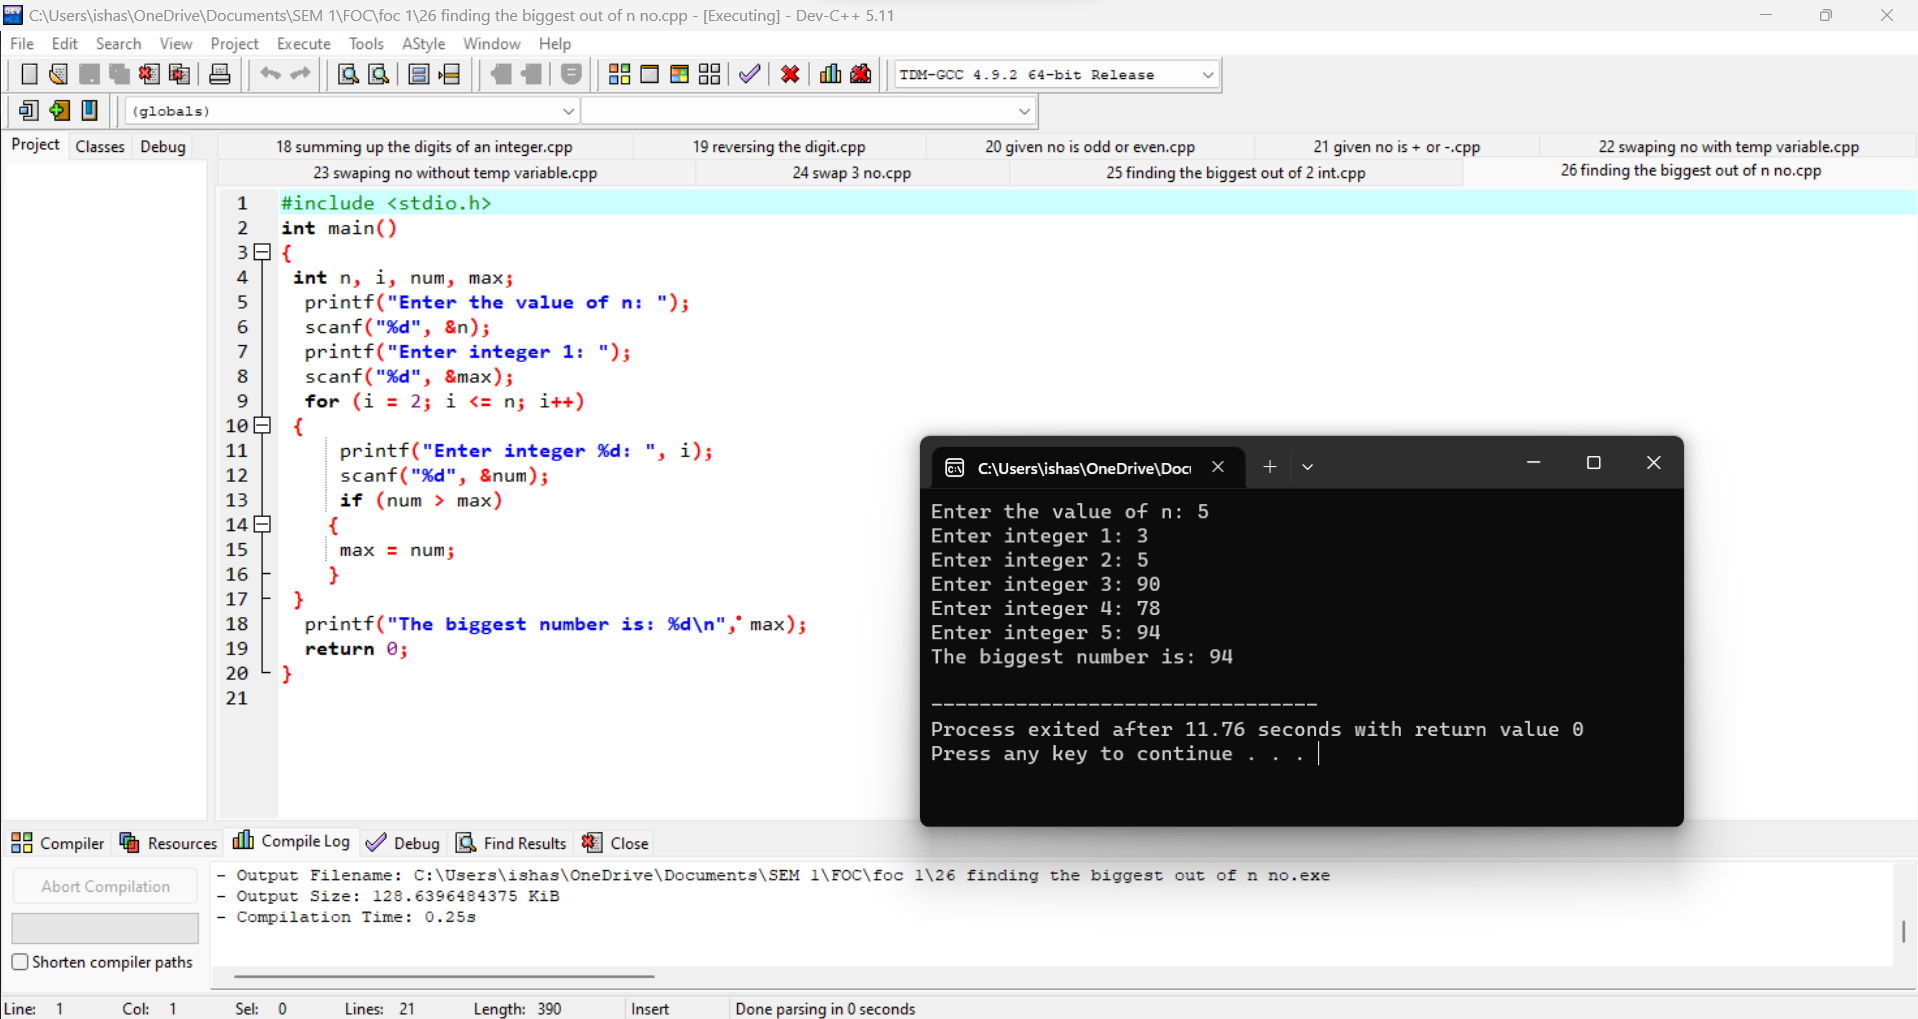 C:\Users\ishas\OneDrive\Documents\SEM 1\FOC\foc 1\26 finding the biggest out of n no.cpp - [Executing] - Dev-C++ 5.11
File Edit Search View Project Execute Tools AStyle Window Help
TDM-GCC 4.9.2 64-bit Release
(globals)
Project Classes Debug
18 summing up the digits of an integer.cpp 19 reversing the digit.cpp 20 given no is odd or even.cpp 21 given no is + or -.cpp 22 swaping no with temp variable.cpp
23 swaping no without temp variable.cpp 24 swap 3 no.cpp 25 finding the biggest out of 2 int.cpp 26 finding the biggest out of n no.cpp
1 #include <stdio.h>
2 int main()
3 {
4 int n, i, num, max;
5 printf("Enter the value of n: ");
6 scanf("%d", &n);
7 printf("Enter integer 1: ");
8 scanf("%d", &max);
9 for (i = 2; i <= n; i++)
10 {
11 printf("Enter integer %d: ", i);
12 scanf("%d", &num);
13 if (num > max)
14 {
15 max = num;
16 }
17 }
18 printf("The biggest number is: %d\n", max);
19 return 0;
20 }
21
C:\Users\ishas\OneDrive\Doc
Enter the value of n: 5
Enter integer 1: 3
Enter integer 2: 5
Enter integer 3: 90
Enter integer 4: 78
Enter integer 5: 94
The biggest number is: 94
--------------------------------
Process exited after 11.76 seconds with return value 0
Press any key to continue . . .
Compiler Resources Compile Log Debug Find Results Close
Abort Compilation
Shorten compiler paths
- Output Filename: C:\Users\ishas\OneDrive\Documents\SEM 1\FOC\foc 1\26 finding the biggest out of n no.exe
- Output Size: 128.6396484375 KiB
- Compilation Time: 0.25s
Line: 1 Col: 1 Sel: 0 Lines: 21 Length: 390 Insert Done parsing in 0 seconds